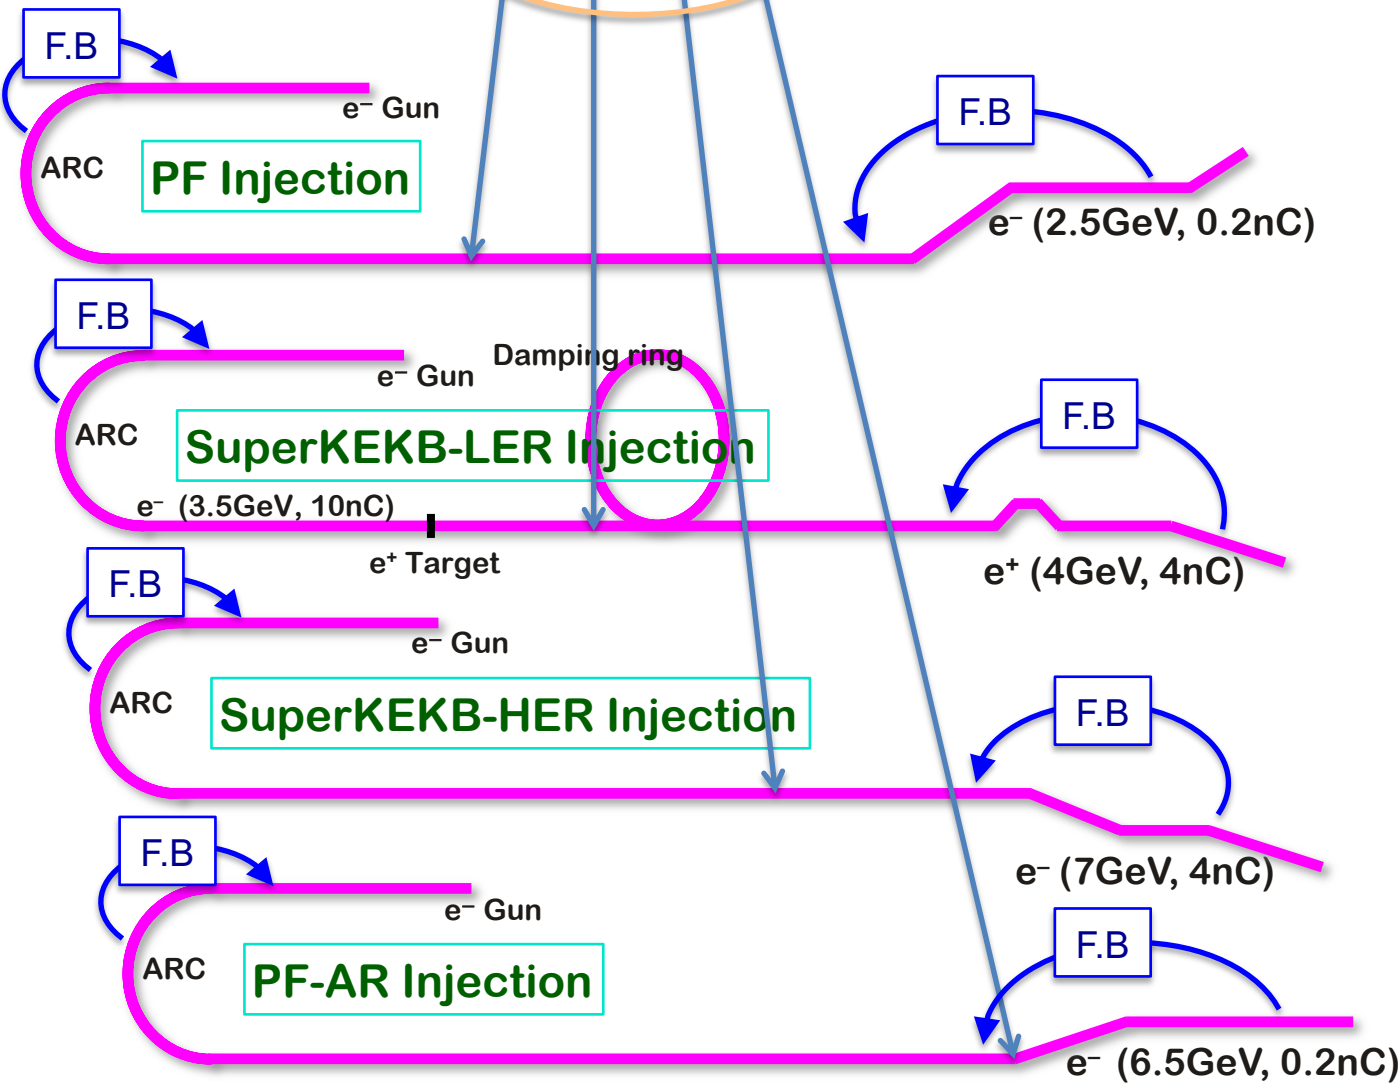 F.B
e– Gun
F.B
ARC
PF Injection
e– (2.5GeV, 0.2nC)
F.B
Damping ring
e– Gun
F.B
ARC
SuperKEKB-LER Injection
e– (3.5GeV, 10nC)
e+ Target
e+ (4GeV, 4nC)
F.B
e– Gun
ARC
SuperKEKB-HER Injection
F.B
e– (7GeV, 4nC)
F.B
e– Gun
F.B
ARC
PF-AR Injection
e– (6.5GeV, 0.2nC)